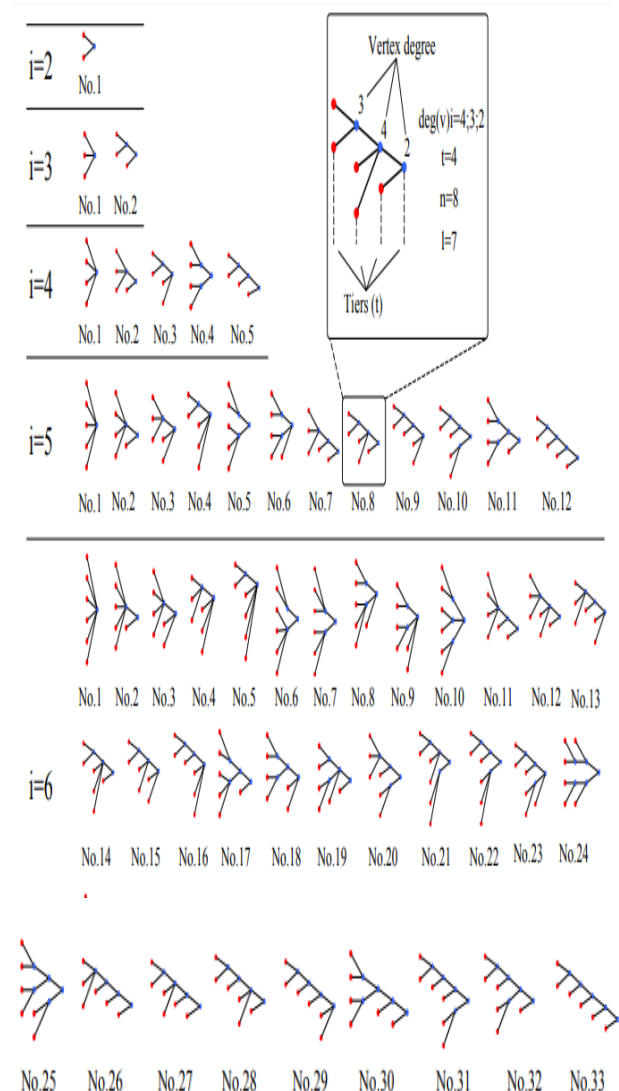 i=2
No.1
i=3
No.1 No.2
Vertex degree
3
4
2
deg(v)i=4;3;2
t=4
n=8
l=7
Tiers (t)
i=4
No.1 No.2 No.3 No.4 No.5
i=5
No.1 No.2 No.3 No.4 No.5 No.6 No.7 No.8 No.9 No.10 No.11 No.12
No.1 No.2 No.3 No.4 No.5 No.6 No.7 No.8 No.9 No.10 No.11 No.12 No.13
i=6
No.14 No.15 No.16 No.17 No.18 No.19 No.20 No.21 No.22 No.23 No.24
No.25 No.26 No.27 No.28 No.29 No.30 No.31 No.32 No.33